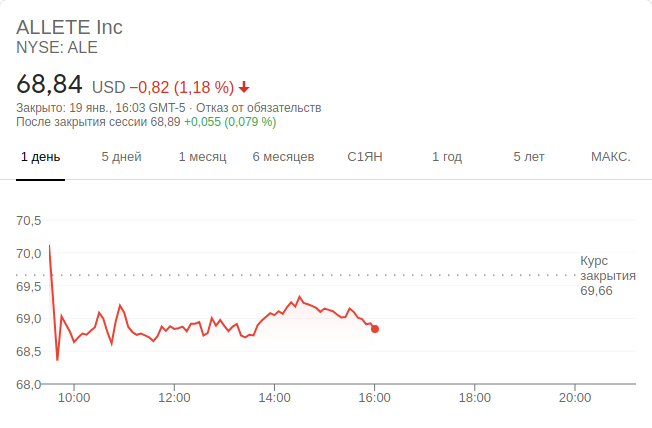 ALLETE Inc
NYSE: ALE
68,84 USD −0,82 (1,18 %)
Закрыто: 19 янв., 16:03 GMT-5 · Отказ от обязательств
После закрытия сессии 68,89 +0,055 (0,079 %)
1 день 5 дней 1 месяц 6 месяцев С1ЯН 1 год 5 лет МАКС.
70,5
70,0
69,5
69,0
68,5
68,0
Курс
закрытия
69,66
10:00 12:00 14:00 16:00 18:00 20:00